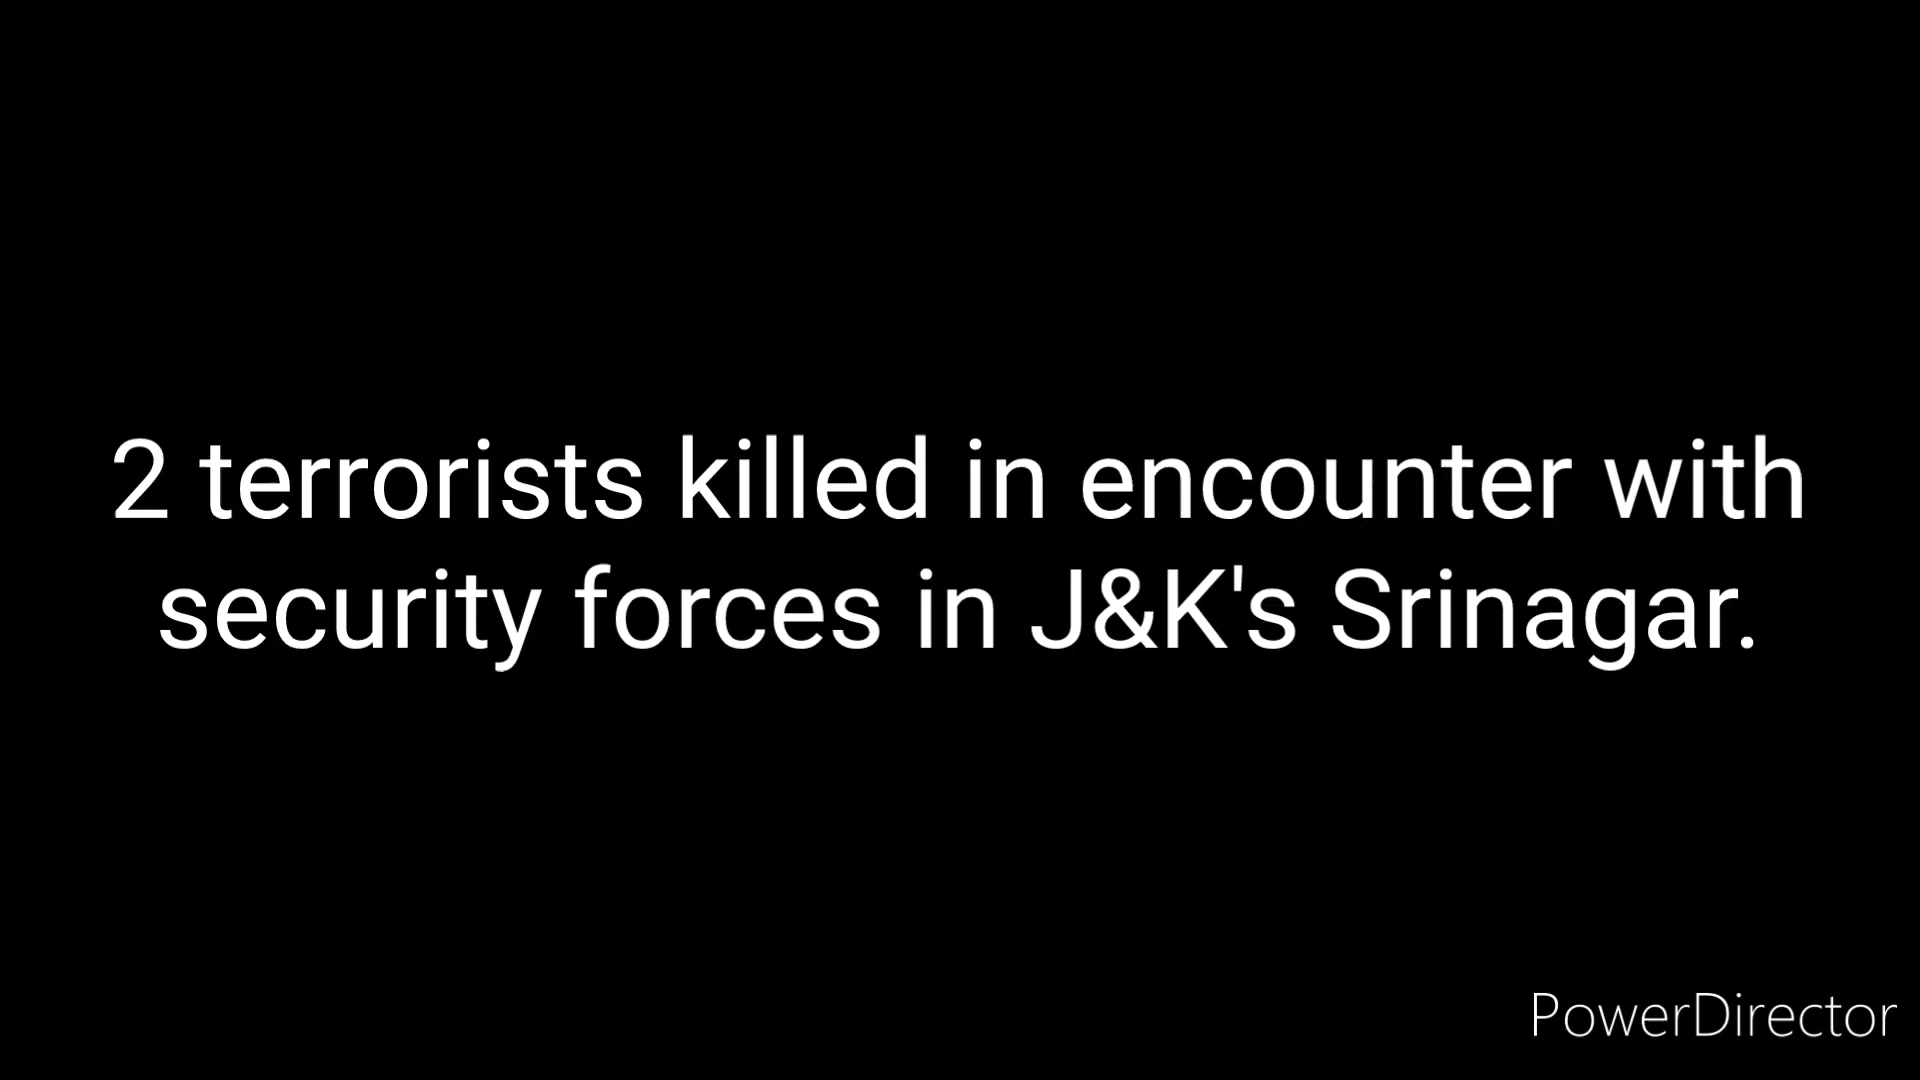 2 terrorists killed in encounter with
security forces in J&K's Srinagar.
PowerDirector